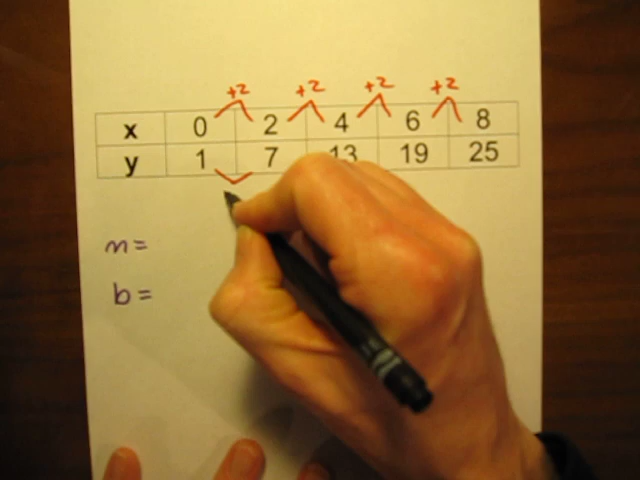 +2 +2 +2 +2
x 0 2 4 6 8
y 1 7 13 19 25
m =
b =